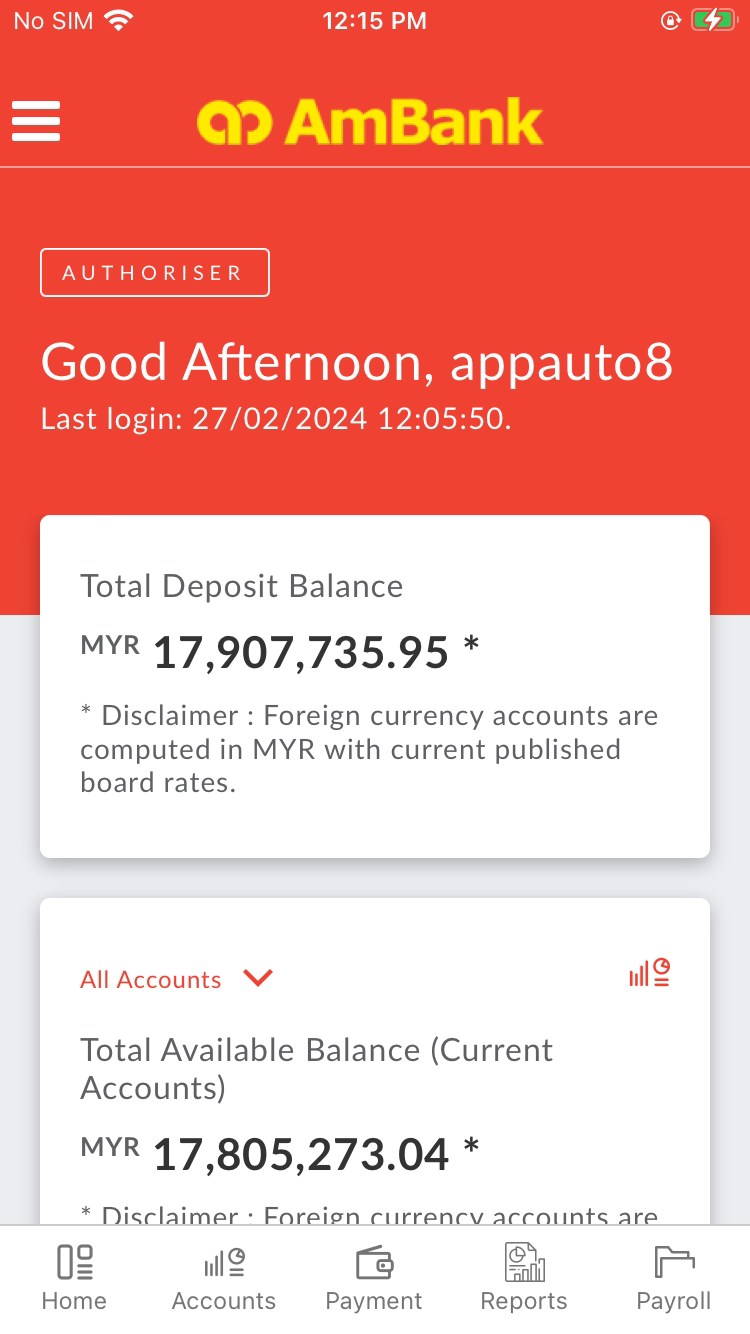 No SIM 12:15 PM
AmBank
AUTHORISER
Good Afternoon, appauto8
Last login: 27/02/2024 12:05:50.
Total Deposit Balance
MYR 17,907,735.95 *
* Disclaimer : Foreign currency accounts are
computed in MYR with current published
board rates.
All Accounts
Total Available Balance (Current
Accounts)
MYR 17,805,273.04 *
* Disclaimer : Foreign currency accounts are
Home Accounts Payment Reports Payroll